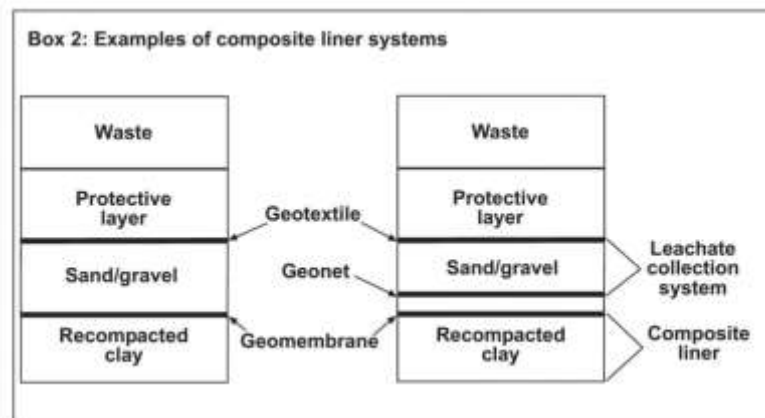 Box 2: Examples of composite liner systems
Waste
Waste
Protective
layer
Geotextile
Protective
layer
Sand/gravel
Geonet
Sand/gravel
Leachate
collection
system
Recompacted
clay
Geomembrane
Recompacted
clay
Composite
liner